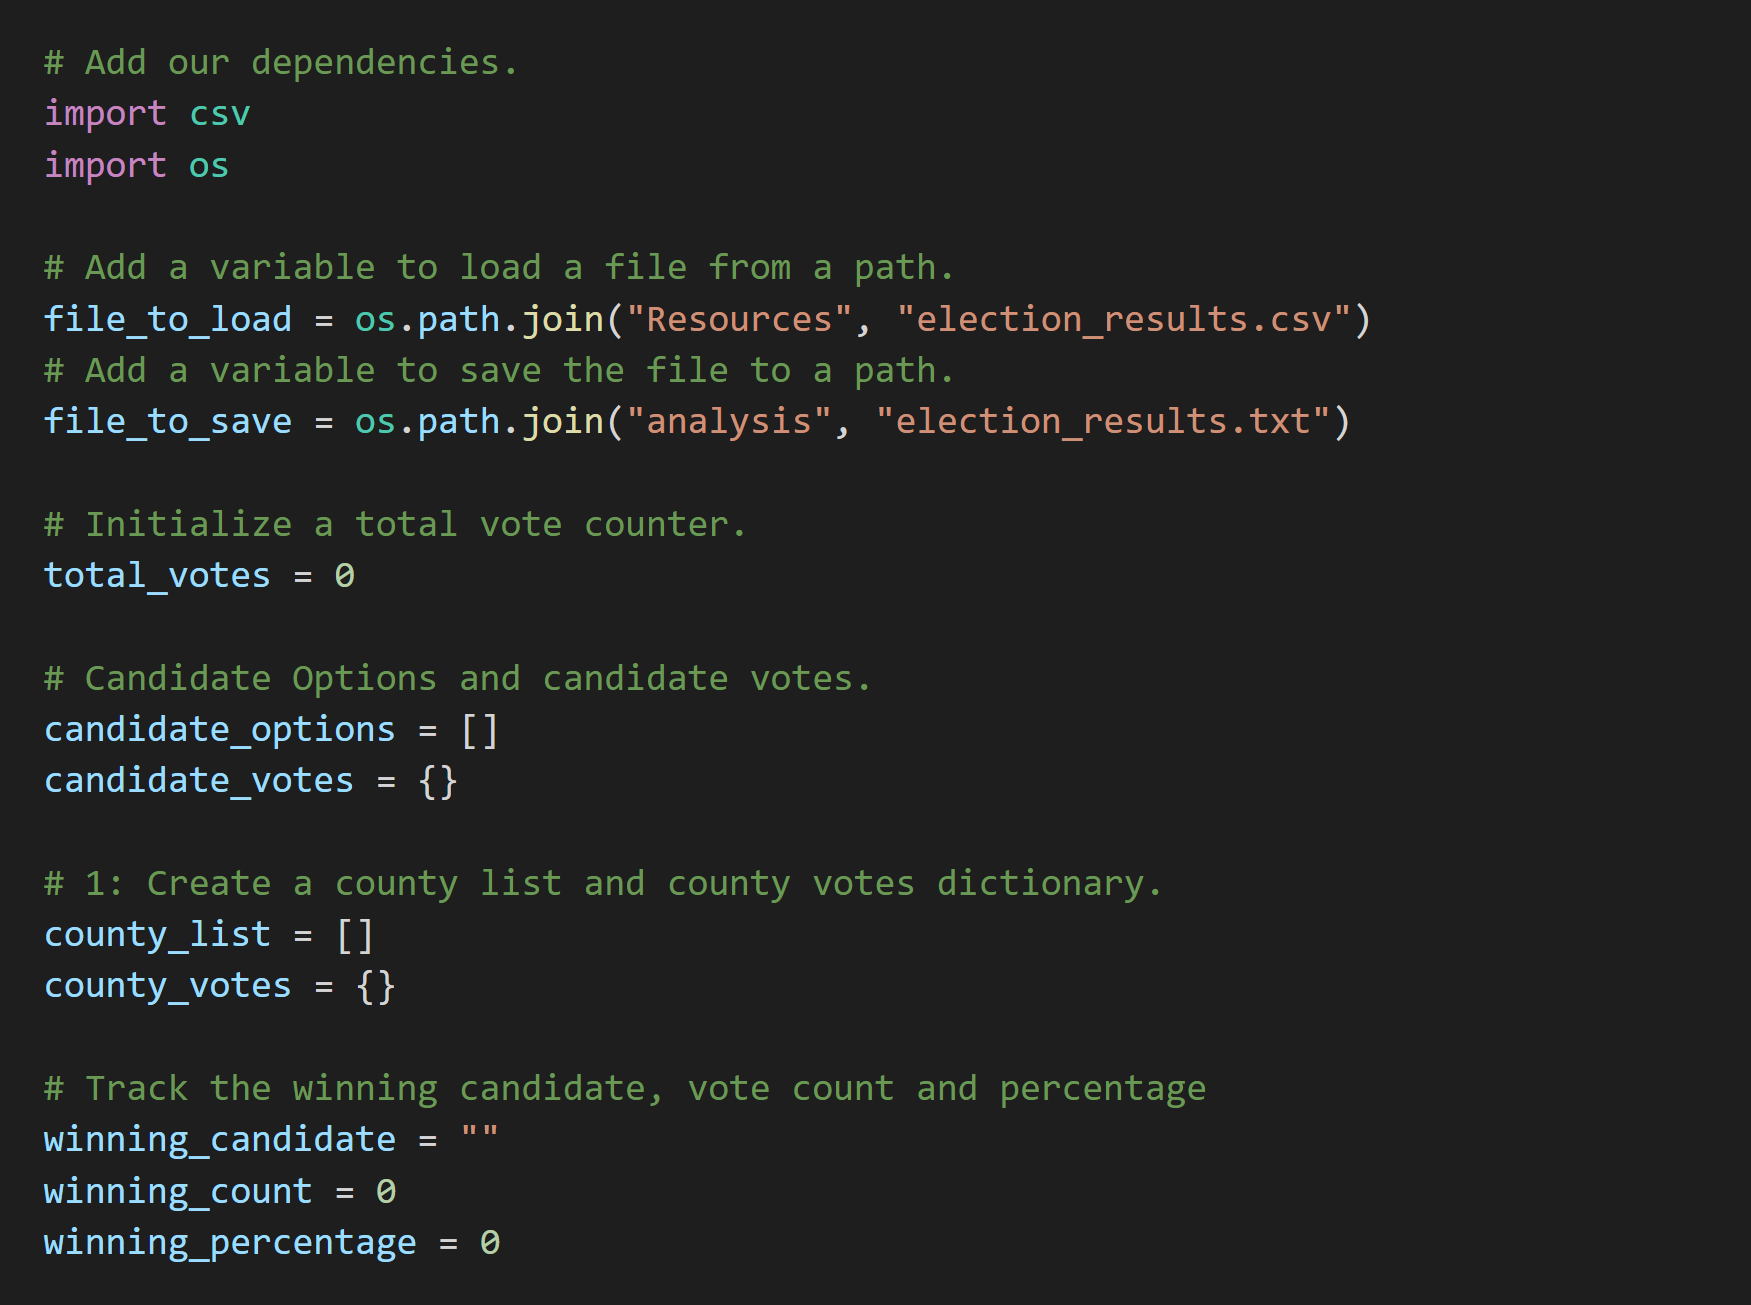 # Add our dependencies.
import csv
import os
# Add a variable to load a file from a path.
file_to_load = os.path.join("Resources", "election_results.csv")
# Add a variable to save the file to a path.
file_to_save = os.path.join("analysis", "election_results.txt")
# Initialize a total vote counter.
total_votes = 0
# Candidate Options and candidate votes.
candidate_options = []
candidate_votes = {}
# 1: Create a county list and county votes dictionary.
county_list = []
county_votes = {}
# Track the winning candidate, vote count and percentage
winning_candidate = ""
winning_count = 0
winning_percentage = 0